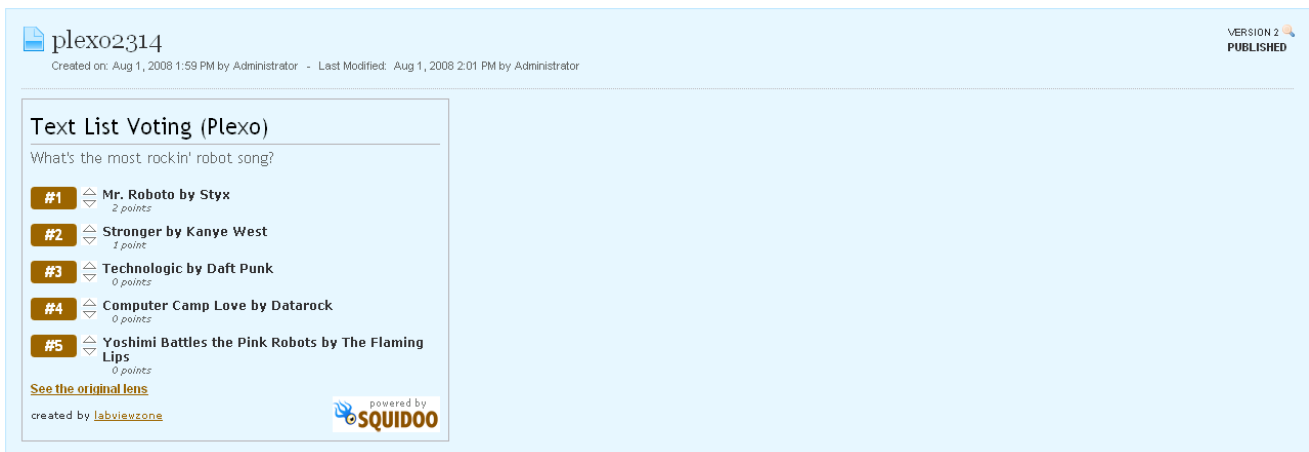 plexo2314
VERSION 2
PUBLISHED
Created on: Aug 1, 2008 1:59 PM by Administrator - Last Modified: Aug 1, 2008 2:01 PM by Administrator
Text List Voting (Plexo)
What's the most rockin' robot song?
#1 Mr. Roboto by Styx
2 points
#2 Stronger by Kanye West
1 point
#3 Technologic by Daft Punk
0 points
#4 Computer Camp Love by Datarock
0 points
#5 Yoshimi Battles the Pink Robots by The Flaming
Lips
0 points
See the original lens
created by labviewzone
powered by
SQUIDOO